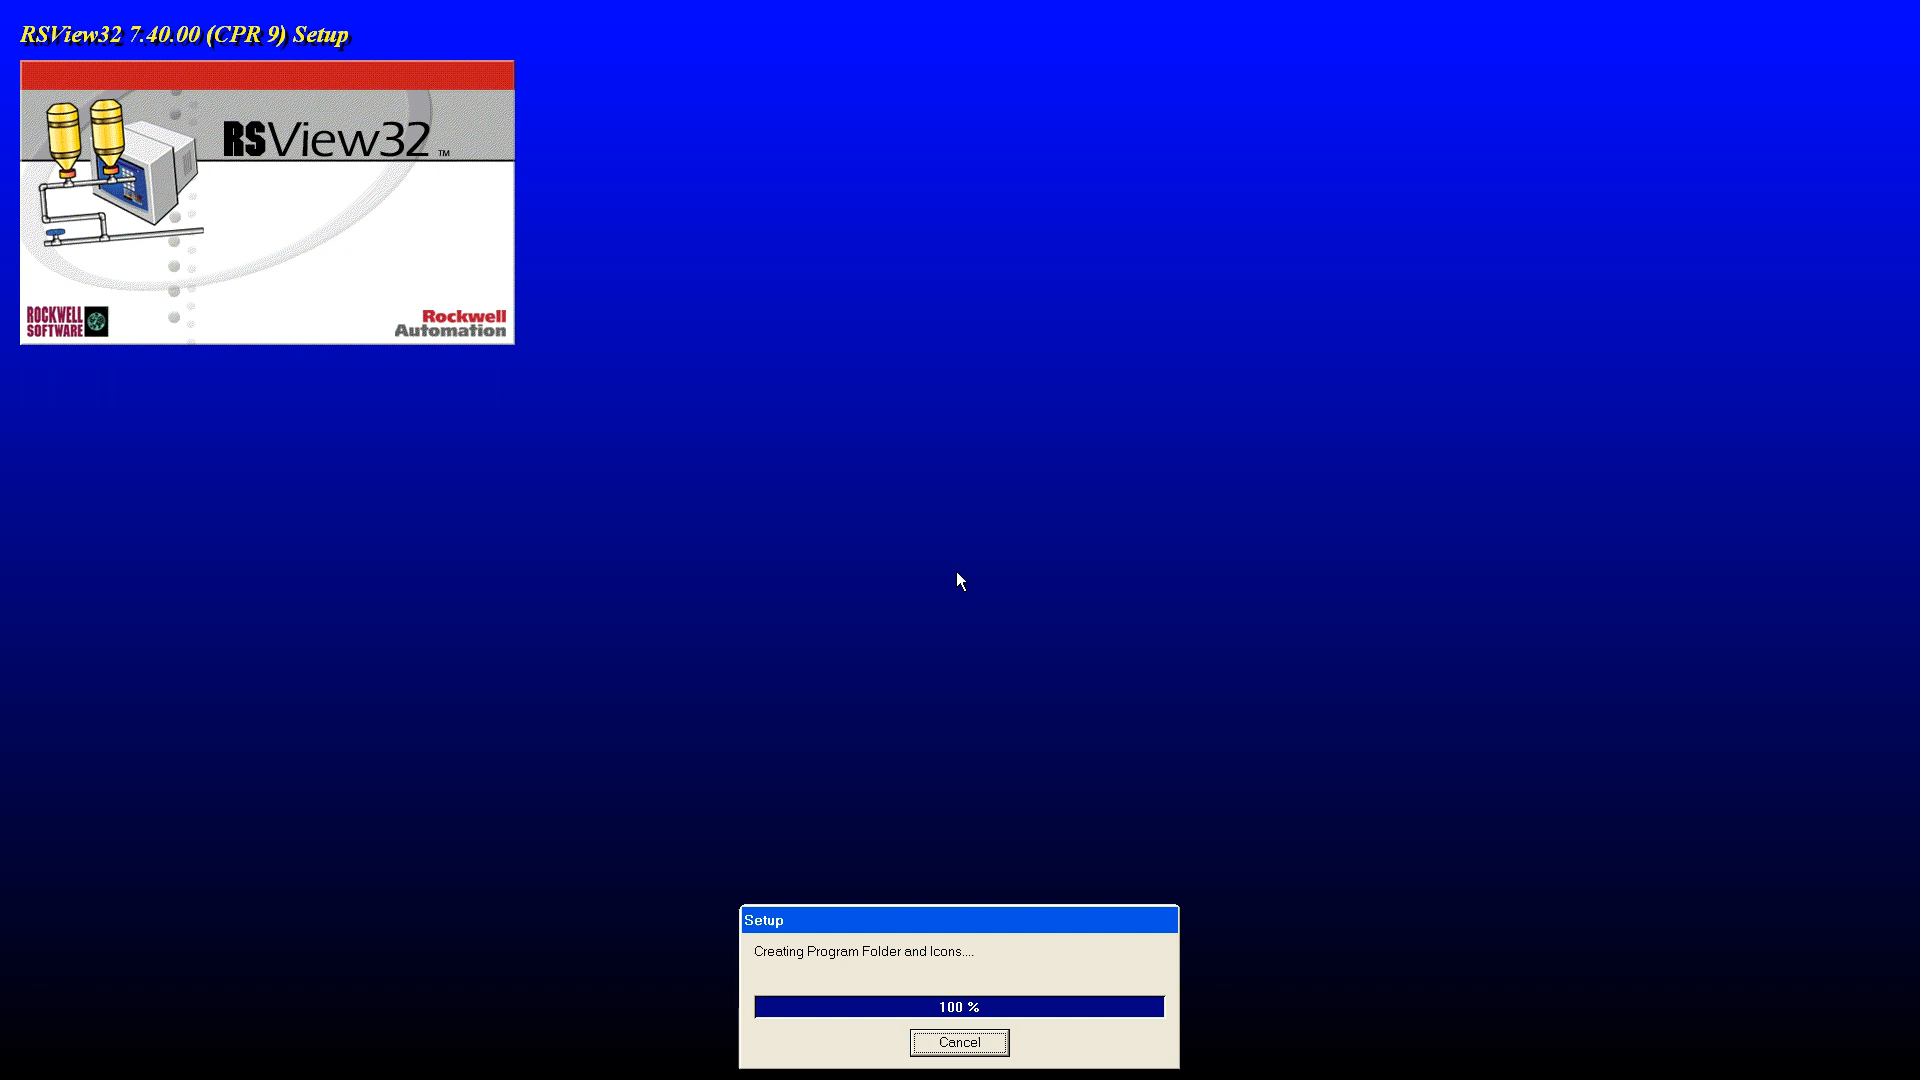 RSView32 7.40.00 (CPR 9) Setup
RSView32 ™
ROCKWELL
SOFTWARE
Rockwell
Automation
Setup
Creating Program Folder and Icons....
100 %
Cancel